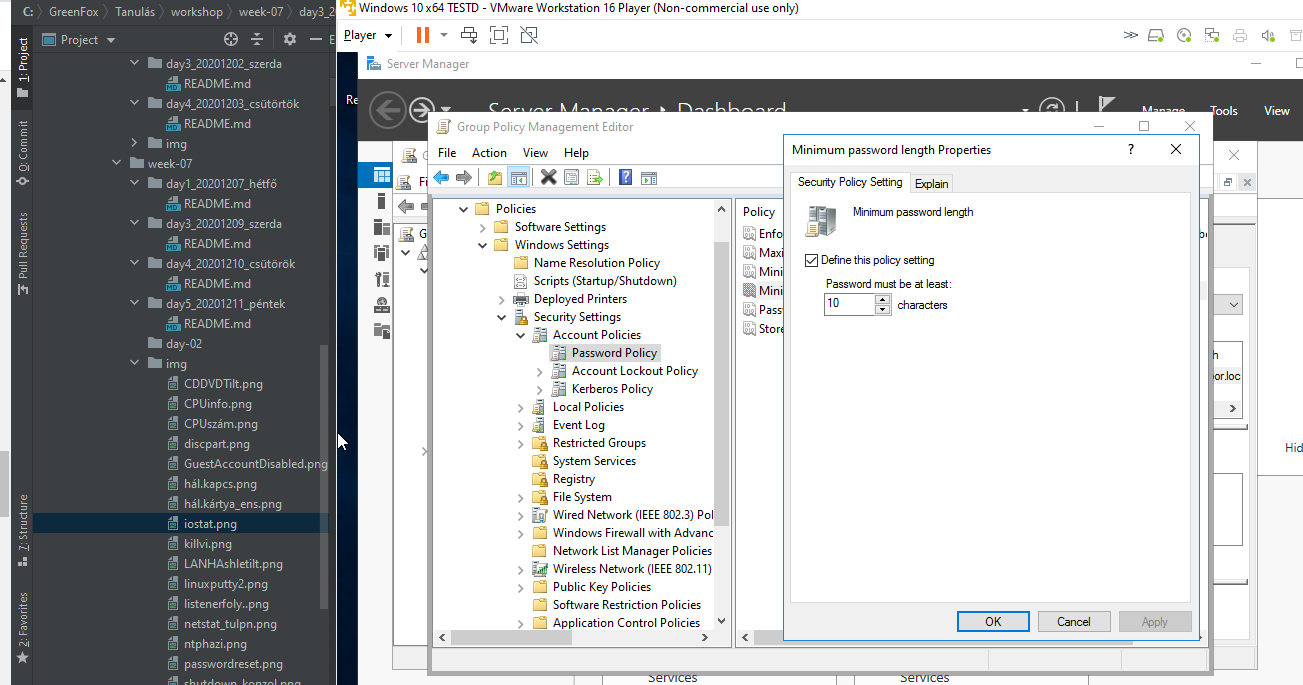 C: GreenFox Tanulás workshop week-07 day3_2
Project
day3_20201202_szerda
README.md
day4_20201203_csütörtök
README.md
img
week-07
day1_20201207_hétfő
README.md
day3_20201209_szerda
README.md
day4_20201210_csütörtök
README.md
day5_20201211_péntek
README.md
day-02
img
CDDVDTilt.png
CPUinfo.png
CPUszám.png
discpart.png
GuestAccountDisabled.png
hál.kapcs.png
hál.kártya_ens.png
iostat.png
killvi.png
LANHAshletilt.png
linuxputty2.png
listenerfoly..png
netstat_tulpn.png
ntphazi.png
passwordreset.png
shutdown_konzol.png
1: Project
0: Commit
Pull Requests
7: Structure
2: Favorites
Windows 10 x64 TESTD - VMware Workstation 16 Player (Non-commercial use only)
Player
Server Manager
Re
Server Manager Dashboard
Manage Tools View
Group Policy Management Editor
File Action View Help
G
Fi
G
Policies
Software Settings
Windows Settings
Name Resolution Policy
Scripts (Startup/Shutdown)
Deployed Printers
Security Settings
Account Policies
Password Policy
Account Lockout Policy
Kerberos Policy
Local Policies
Event Log
Restricted Groups
System Services
Registry
File System
Wired Network (IEEE 802.3) Pol
Windows Firewall with Advanc
Network List Manager Policies
Wireless Network (IEEE 802.11)
Public Key Policies
Software Restriction Policies
Application Control Policies
Policy
Enfo
Maxi
Mini
Mini
Pass
Store
Minimum password length Properties
?
Security Policy Setting
Explain
Minimum password length
Define this policy setting
Password must be at least:
10
characters
OK Cancel Apply
h
or.loc
Hid
Services
Services